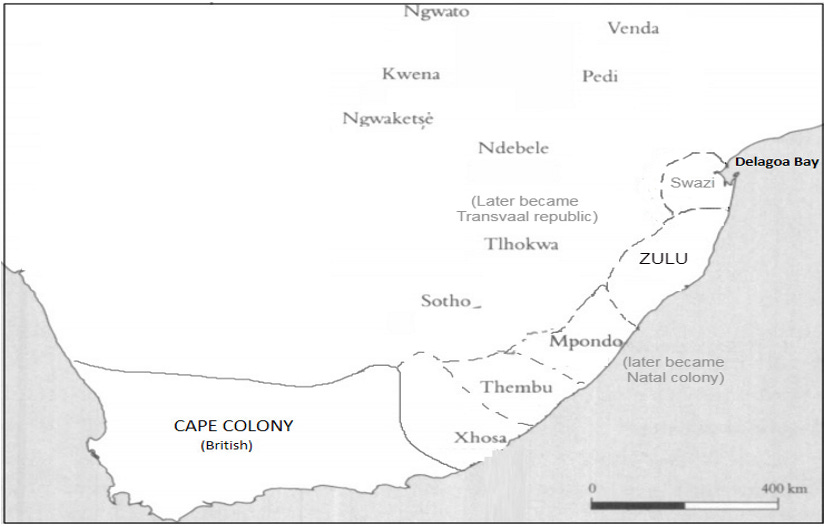 Ngwato
Venda
Kwena
Pedi
Ngwaketse
Ndebele
Delagoa Bay
Swazi
(Later became
Transvaal republic)
Tlhokwa
ZULU
Sotho
Mpondo
(later became
Natal colony)
Thembu
CAPE COLONY
(British)
Xhosa
0
400 km